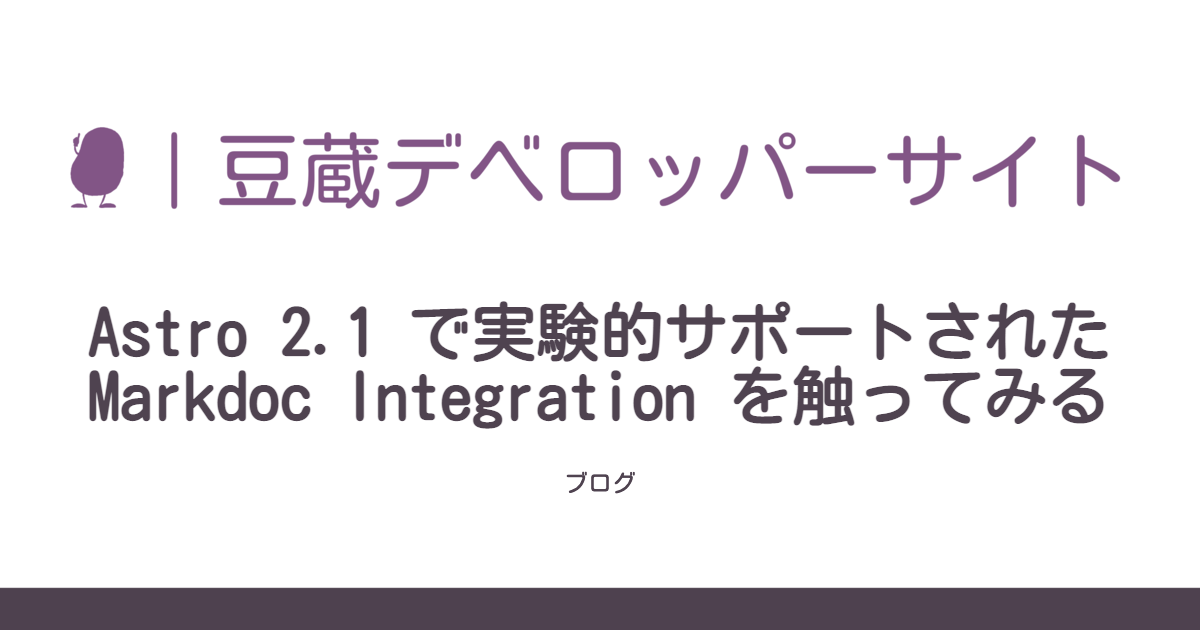 ｜豆蔵デベロッパーサイト
Astro 2.1 で実験的サポートされた
Markdoc Integration を触ってみる
ブログ